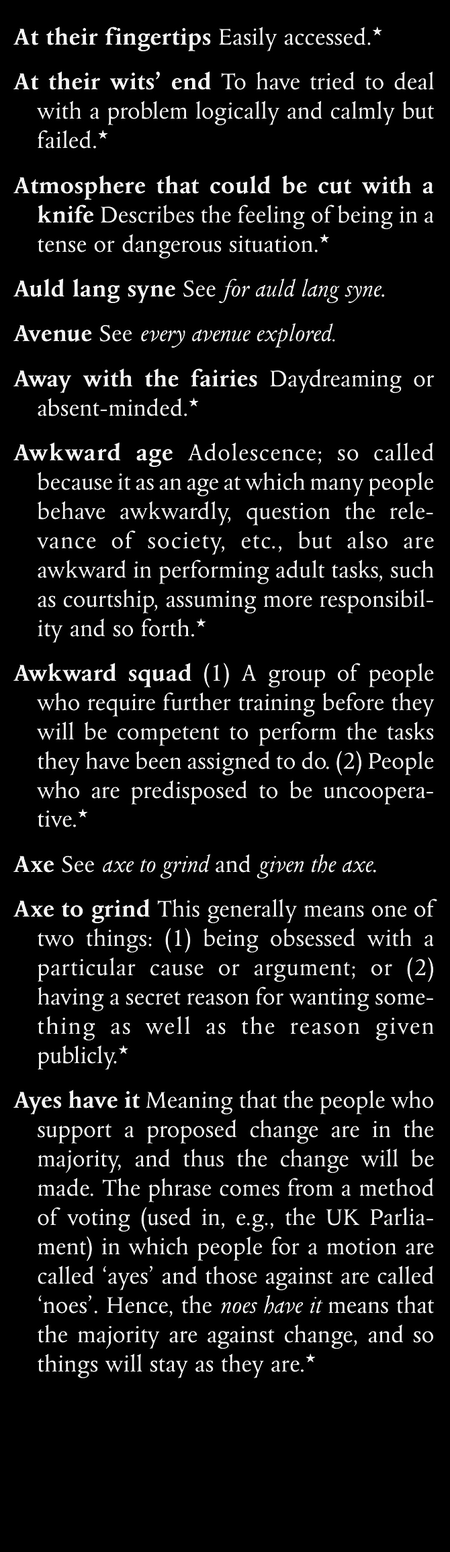 At their fingertips Easily accessed.★
At their wits’ end To have tried to deal
with a problem logically and calmly but
failed.★
Atmosphere that could be cut with a
knife Describes the feeling of being in a
tense or dangerous situation.★
Auld lang syne See for auld lang syne.
Avenue See every avenue explored.
Away with the fairies Daydreaming or
absent-minded.★
Awkward age Adolescence; so called
because it as an age at which many people
behave awkwardly, question the rele-
vance of society, etc., but also are
awkward in performing adult tasks, such
as courtship, assuming more responsibil-
ity and so forth.★
Awkward squad (1) A group of people
who require further training before they
will be competent to perform the tasks
they have been assigned to do. (2) People
who are predisposed to be uncoopera-
tive.★
Axe See axe to grind and given the axe.
Axe to grind This generally means one of
two things: (1) being obsessed with a
particular cause or argument; or (2)
having a secret reason for wanting some-
thing as well as the reason given
publicly.★
Ayes have it Meaning that the people who
support a proposed change are in the
majority, and thus the change will be
made. The phrase comes from a method
of voting (used in, e.g., the UK Parlia-
ment) in which people for a motion are
called ‘ayes’ and those against are called
‘noes’. Hence, the noes have it means that
the majority are against change, and so
things will stay as they are.★